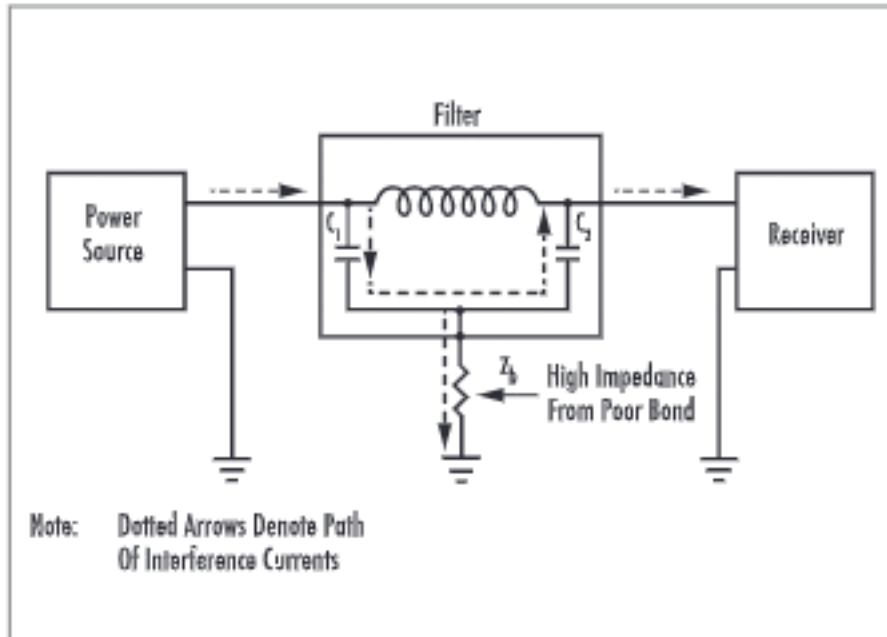 Filter
Power
Source
C1
C2
Receiver
Zb
High Impedance
From Poor Bond
Note: Dotted Arrows Denote Path
Of Interference Currents